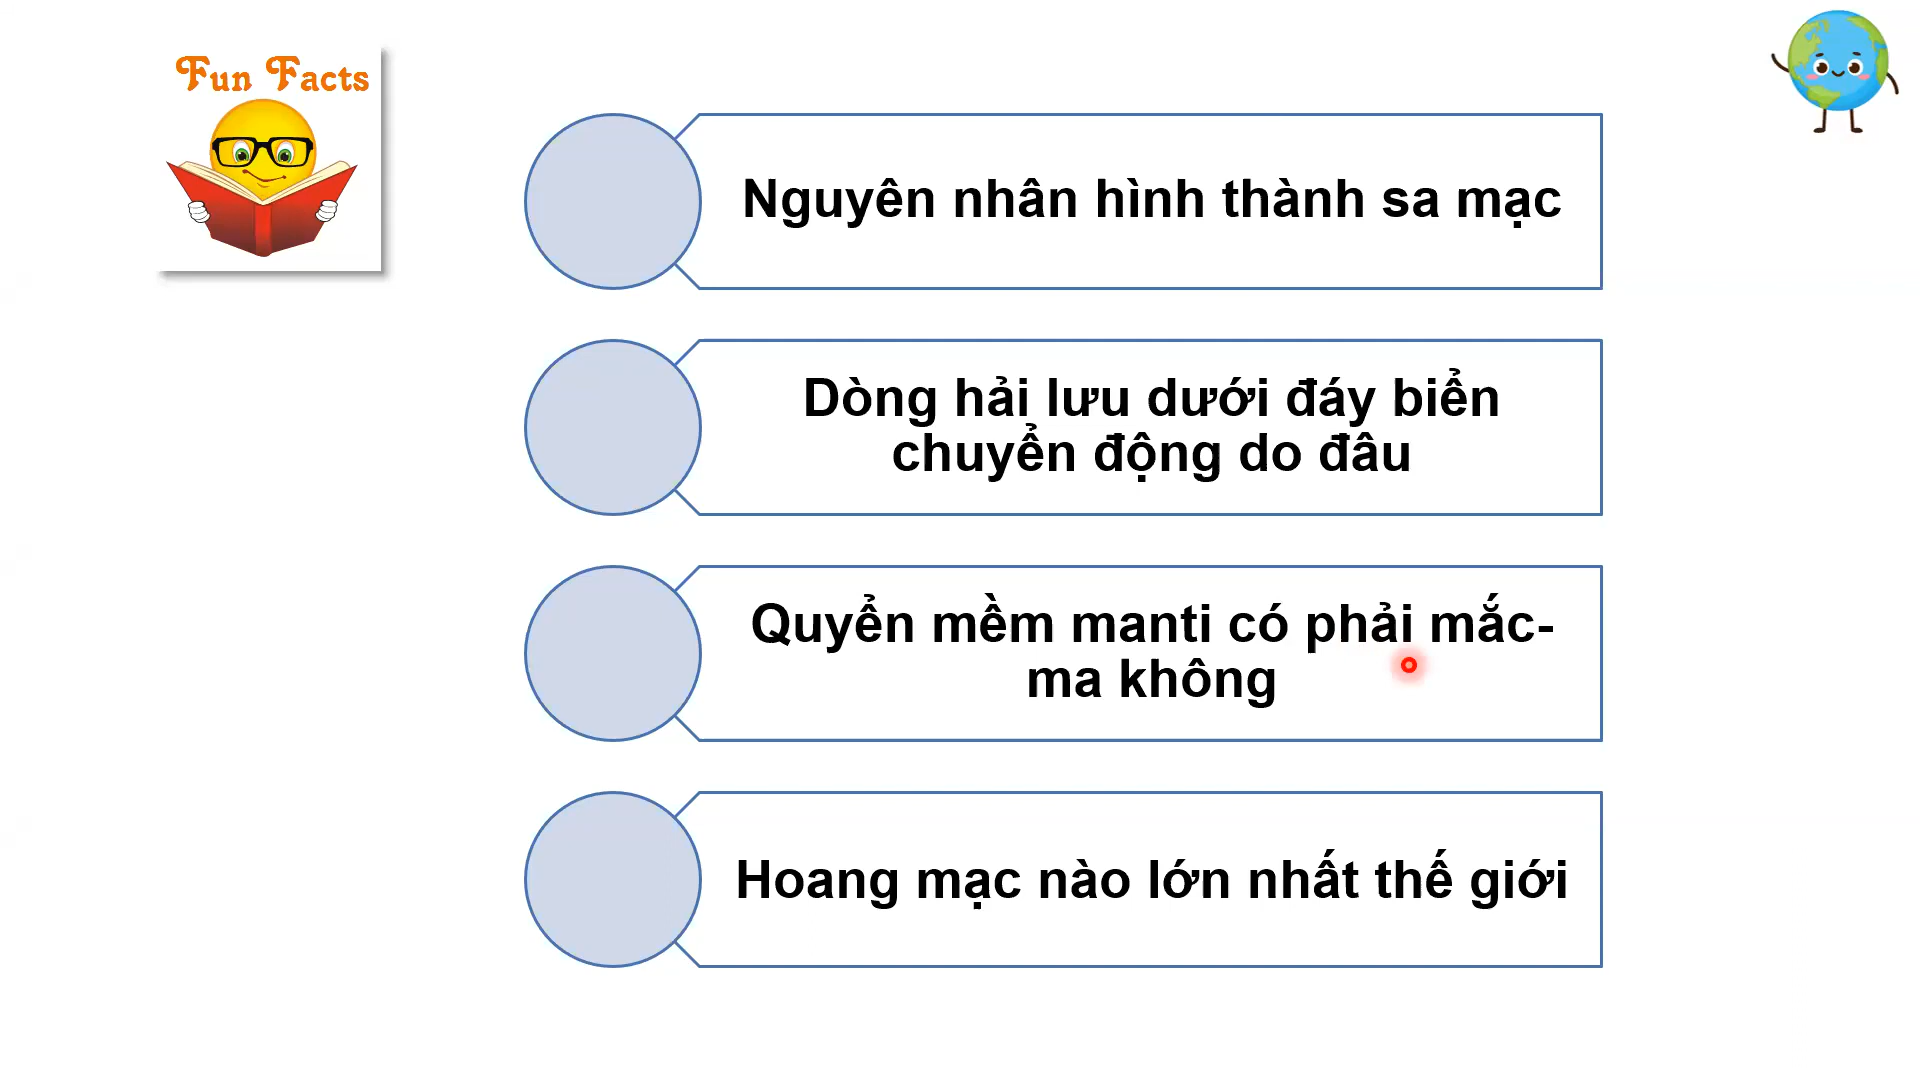 Fun Facts
Nguyên nhân hình thành sa mạc
Dòng hải lưu dưới đáy biển
chuyển động do đâu
Quyển mềm manti có phải mắc-
ma không
Hoang mạc nào lớn nhất thế giới